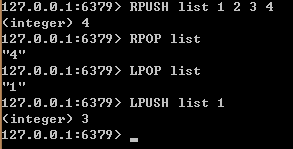 127.0.0.1:6379> RPUSH list 1 2 3 4
(integer) 4
127.0.0.1:6379> RPOP list
"4"
127.0.0.1:6379> LPOP list
"1"
127.0.0.1:6379> LPUSH list 1
(integer) 3
127.0.0.1:6379> _